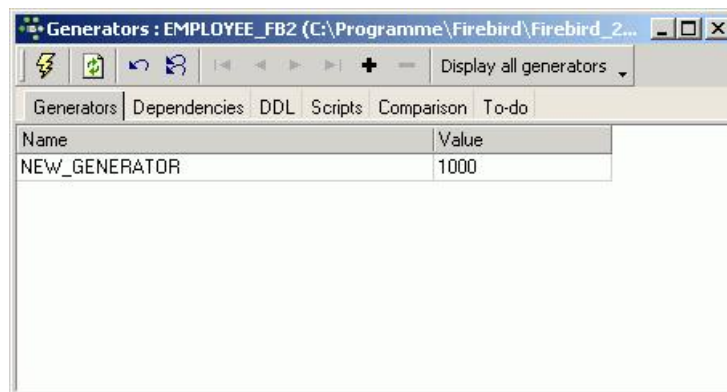 Generators : EMPLOYEE_FB2 (C:\Programme\Firebird\Firebird_2...
Display all generators
Generators Dependencies DDL Scripts Comparison To-do
Name Value
NEW_GENERATOR 1000